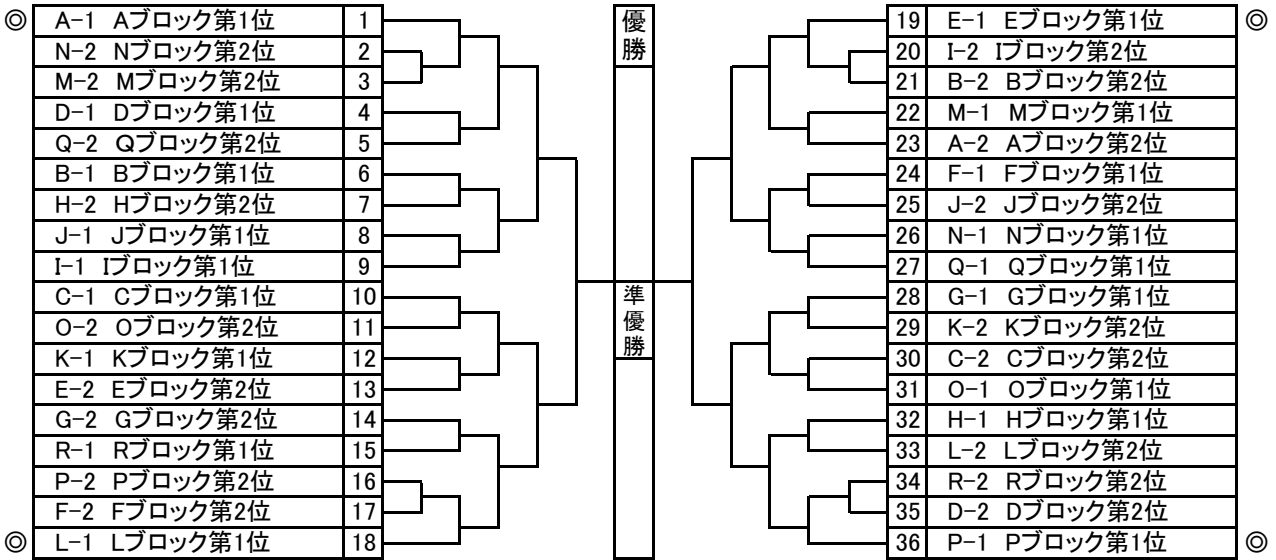 ◎ A-1 Aブロック第1位 1
N-2 Nブロック第2位 2
M-2 Mブロック第2位 3
D-1 Dブロック第1位 4
Q-2 Qブロック第2位 5
B-1 Bブロック第1位 6
H-2 Hブロック第2位 7
J-1 Jブロック第1位 8
I-1 Iブロック第1位 9
C-1 Cブロック第1位 10
O-2 Oブロック第2位 11
K-1 Kブロック第1位 12
E-2 Eブロック第2位 13
G-2 Gブロック第2位 14
R-1 Rブロック第1位 15
P-2 Pブロック第2位 16
F-2 Fブロック第2位 17
◎ L-1 Lブロック第1位 18
優勝
準優勝
19 E-1 Eブロック第1位 ◎
20 I-2 Iブロック第2位
21 B-2 Bブロック第2位
22 M-1 Mブロック第1位
23 A-2 Aブロック第2位
24 F-1 Fブロック第1位
25 J-2 Jブロック第2位
26 N-1 Nブロック第1位
27 Q-1 Qブロック第1位
28 G-1 Gブロック第1位
29 K-2 Kブロック第2位
30 C-2 Cブロック第2位
31 O-1 Oブロック第1位
32 H-1 Hブロック第1位
33 L-2 Lブロック第2位
34 R-2 Rブロック第2位
35 D-2 Dブロック第2位
36 P-1 Pブロック第1位 ◎